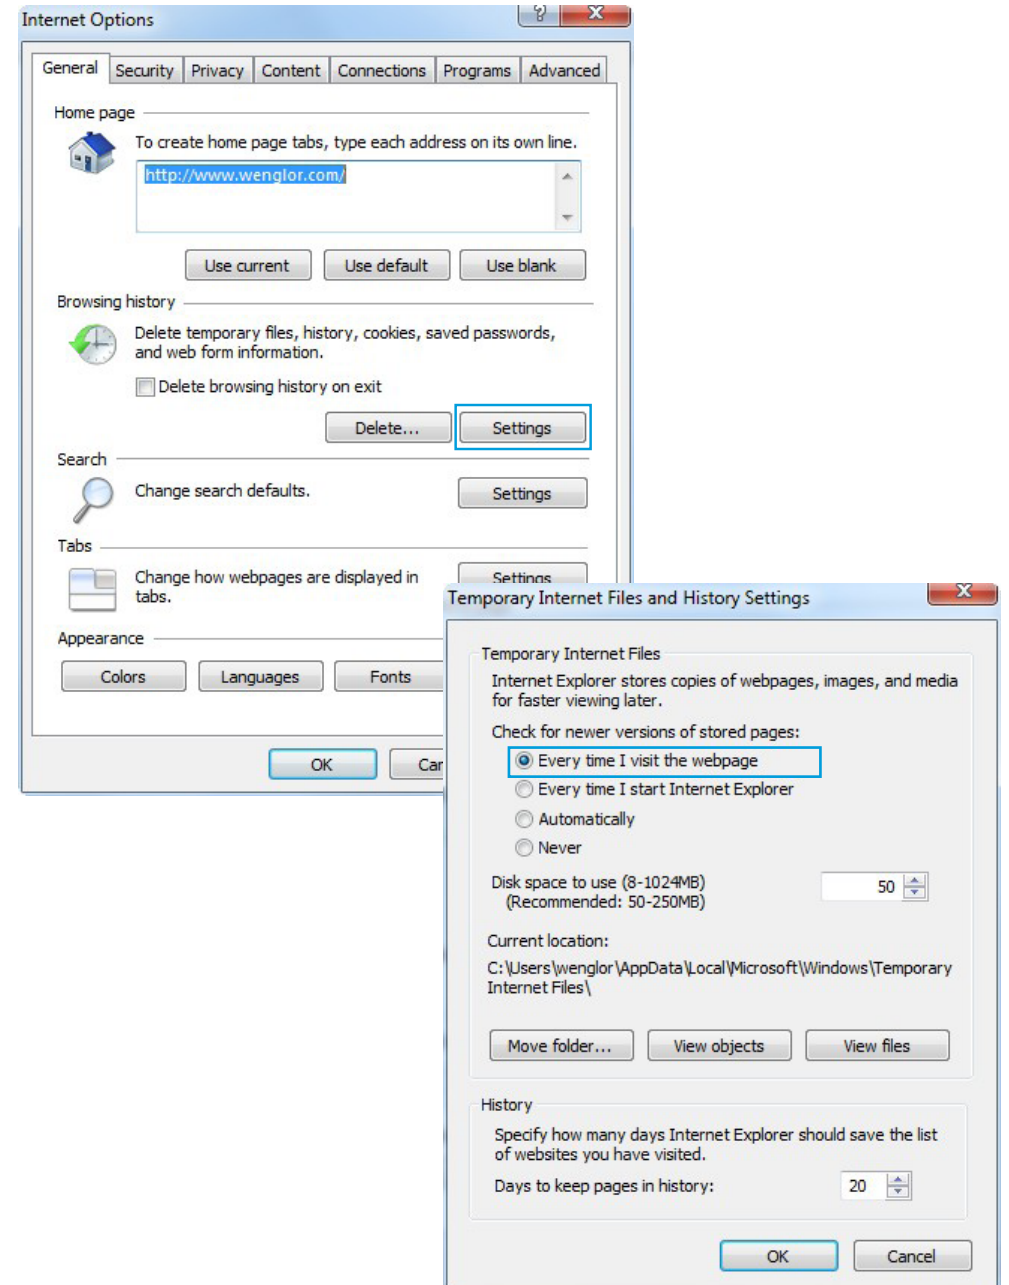 Internet Options
?
x
General Security Privacy Content Connections Programs Advanced
Home page
To create home page tabs, type each address on its own line.
http://www.wenglor.com/
Use current Use default Use blank
Browsing history
Delete temporary files, history, cookies, saved passwords,
and web form information.
Delete browsing history on exit
Delete... Settings
Search
Change search defaults. Settings
Tabs
Change how webpages are displayed in
tabs.
Settings
Appearance
Colors Languages Fonts
OK
Temporary Internet Files and History Settings
x
Temporary Internet Files
Internet Explorer stores copies of webpages, images, and media
for faster viewing later.
Check for newer versions of stored pages:
Every time I visit the webpage
Every time I start Internet Explorer
Automatically
Never
Disk space to use (8-1024MB) 50
(Recommended: 50-250MB)
Current location:
C:\Users\wenglor\AppData\Local\Microsoft\Windows\Temporary
Internet Files\
Move folder... View objects View files
History
Specify how many days Internet Explorer should save the list
of websites you have visited.
Days to keep pages in history: 20
OK Cancel